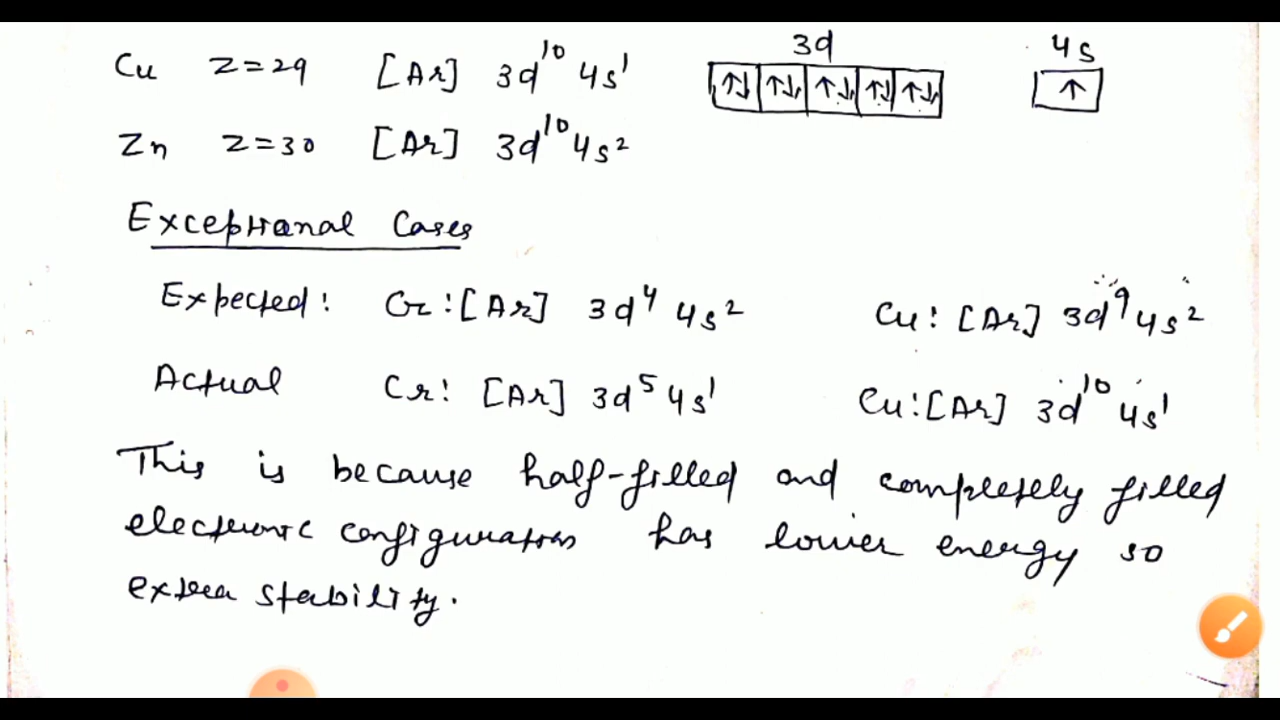 3d 4s
Cu Z=29 [Ar] 3d¹⁰ 4s¹ ↑↓ ↑↓ ↑↓ ↑↓ ↑↓ ↑
Zn Z=30 [Ar] 3d¹⁰ 4s²
Exceptional Cases
Expected: Cr:[Ar] 3d⁴ 4s² Cu: [Ar] 3d⁹ 4s²
Actual Cr: [Ar] 3d⁵ 4s¹ Cu:[Ar] 3d¹⁰ 4s¹
This is because half-filled and completely filled
electronic configuration has lower energy so
extra stability.